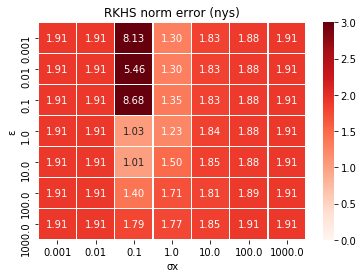 RKHS norm error (nys)
3.0
0.001 1.91 1.91 8.13 1.30 1.83 1.88 1.91
2.5
0.01 1.91 1.91 5.46 1.30 1.83 1.88 1.91
0.1 1.91 1.91 8.68 1.35 1.83 1.88 1.91
2.0
ε 1.0 1.91 1.91 1.03 1.23 1.84 1.88 1.91
1.5
10.0 1.91 1.91 1.01 1.50 1.85 1.88 1.91
1.0
100.0 1.91 1.91 1.40 1.71 1.81 1.89 1.91
0.5
1000.0 1.91 1.91 1.79 1.77 1.85 1.91 1.91
0.0
0.001 0.01 0.1 1.0 10.0 100.0 1000.0
σx